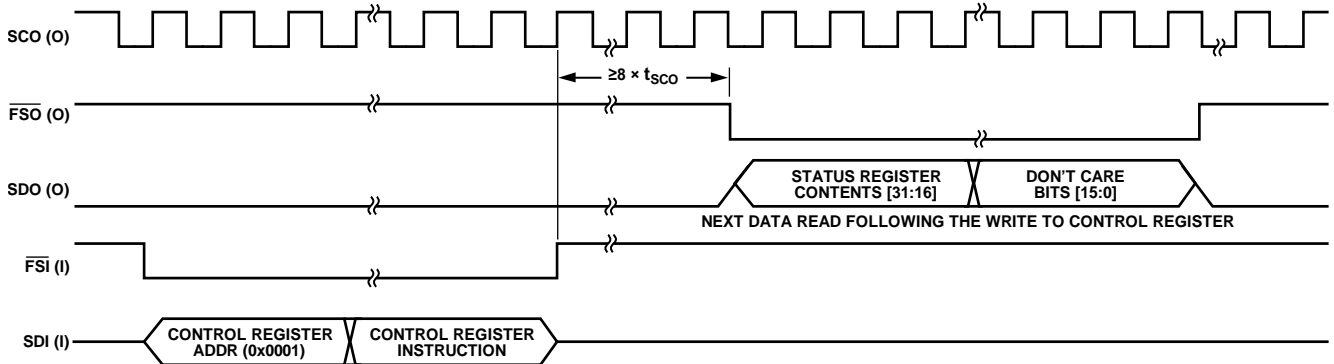 SCO (O)
≥8 × tSCO
FSO (O)
SDO (O)
STATUS REGISTER
CONTENTS [31:16]
DON'T CARE
BITS [15:0]
NEXT DATA READ FOLLOWING THE WRITE TO CONTROL REGISTER
FSI (I)
SDI (I)
CONTROL REGISTER
ADDR (0x0001)
CONTROL REGISTER
INSTRUCTION